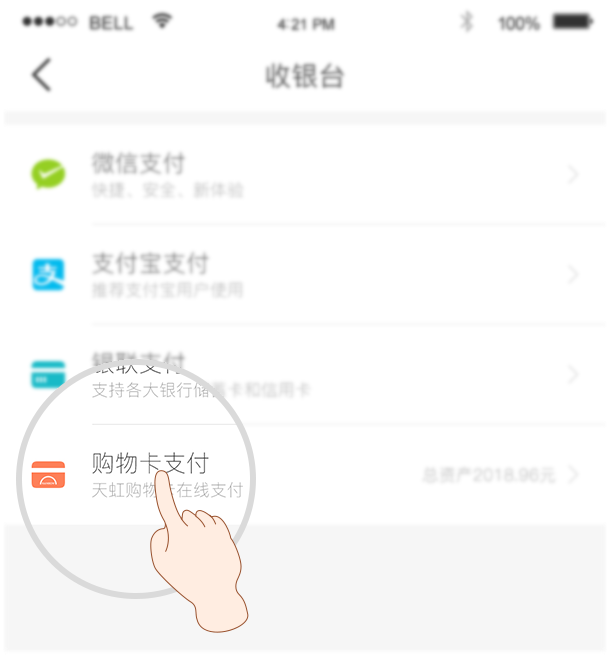 BELL 4:21 PM 100%
收银台
微信支付
快捷、安全、新体验
支付宝支付
推荐支付宝用户使用
银联支付
支持各大银行储蓄卡和信用卡
购物卡支付 总资产2018.96元
天虹购物卡在线支付